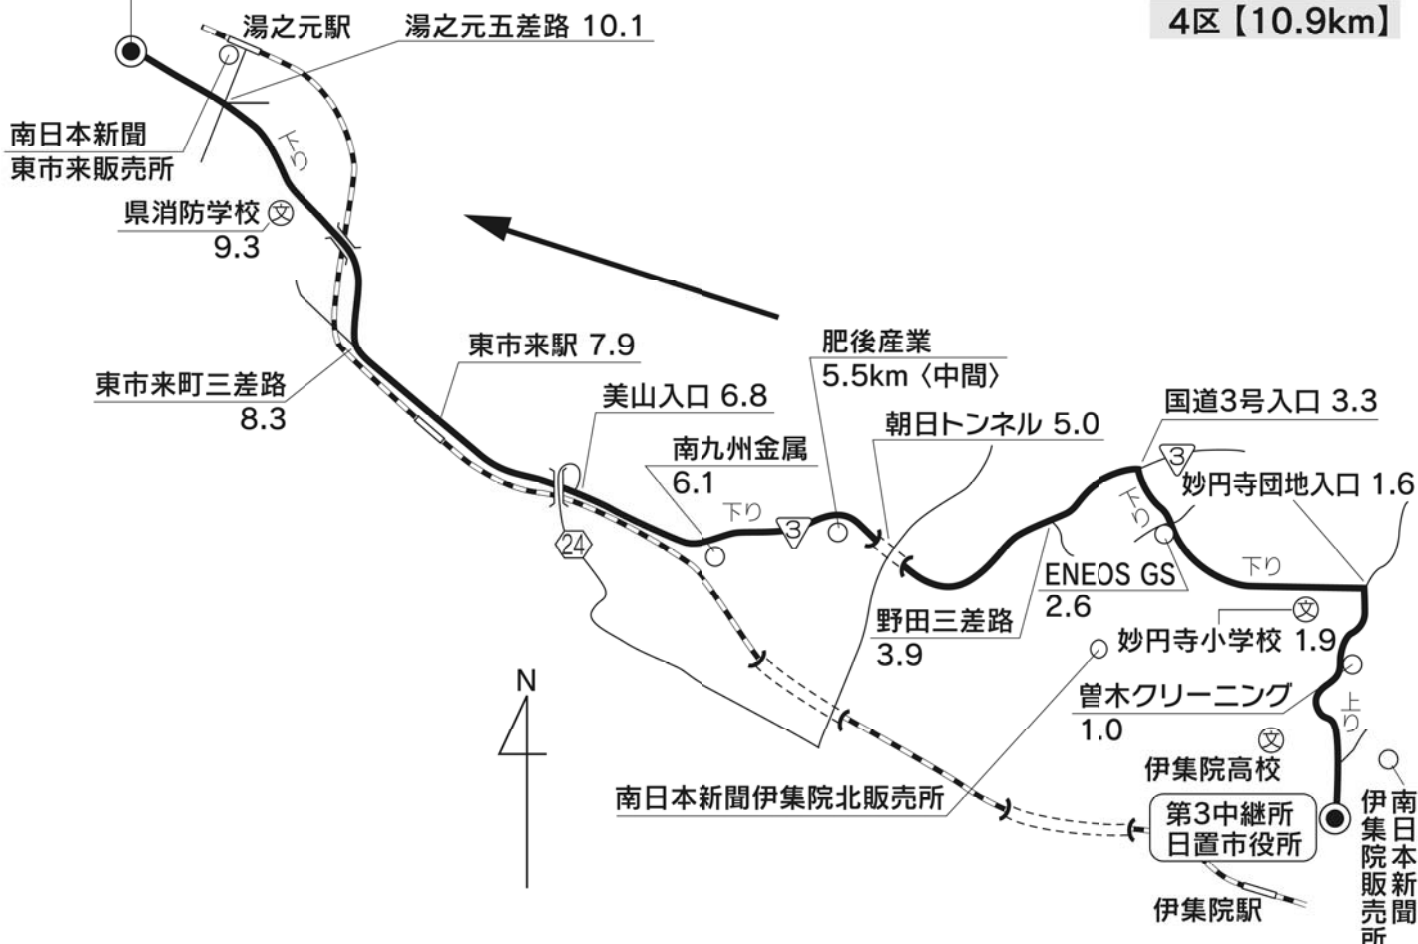 4区【10.9km】
湯之元駅
湯之元五差路 10.1
南日本新聞
東市来販売所
下り
県消防学校 文
9.3
東市来駅 7.9
東市来町三差路
8.3
肥後産業
5.5km〈中間〉
美山入口 6.8
朝日トンネル 5.0
国道3号入口 3.3
南九州金属
6.1
3
妙円寺団地入口 1.6
下り
下り
3
24
下り
ENEOS GS
2.6
文
野田三差路
3.9
妙円寺小学校 1.9
曽木クリーニング
1.0
上り
N
文
伊集院高校
南日本新聞伊集院北販売所
第3中継所
日置市役所
南日本新聞
伊集院販売所
伊集院駅